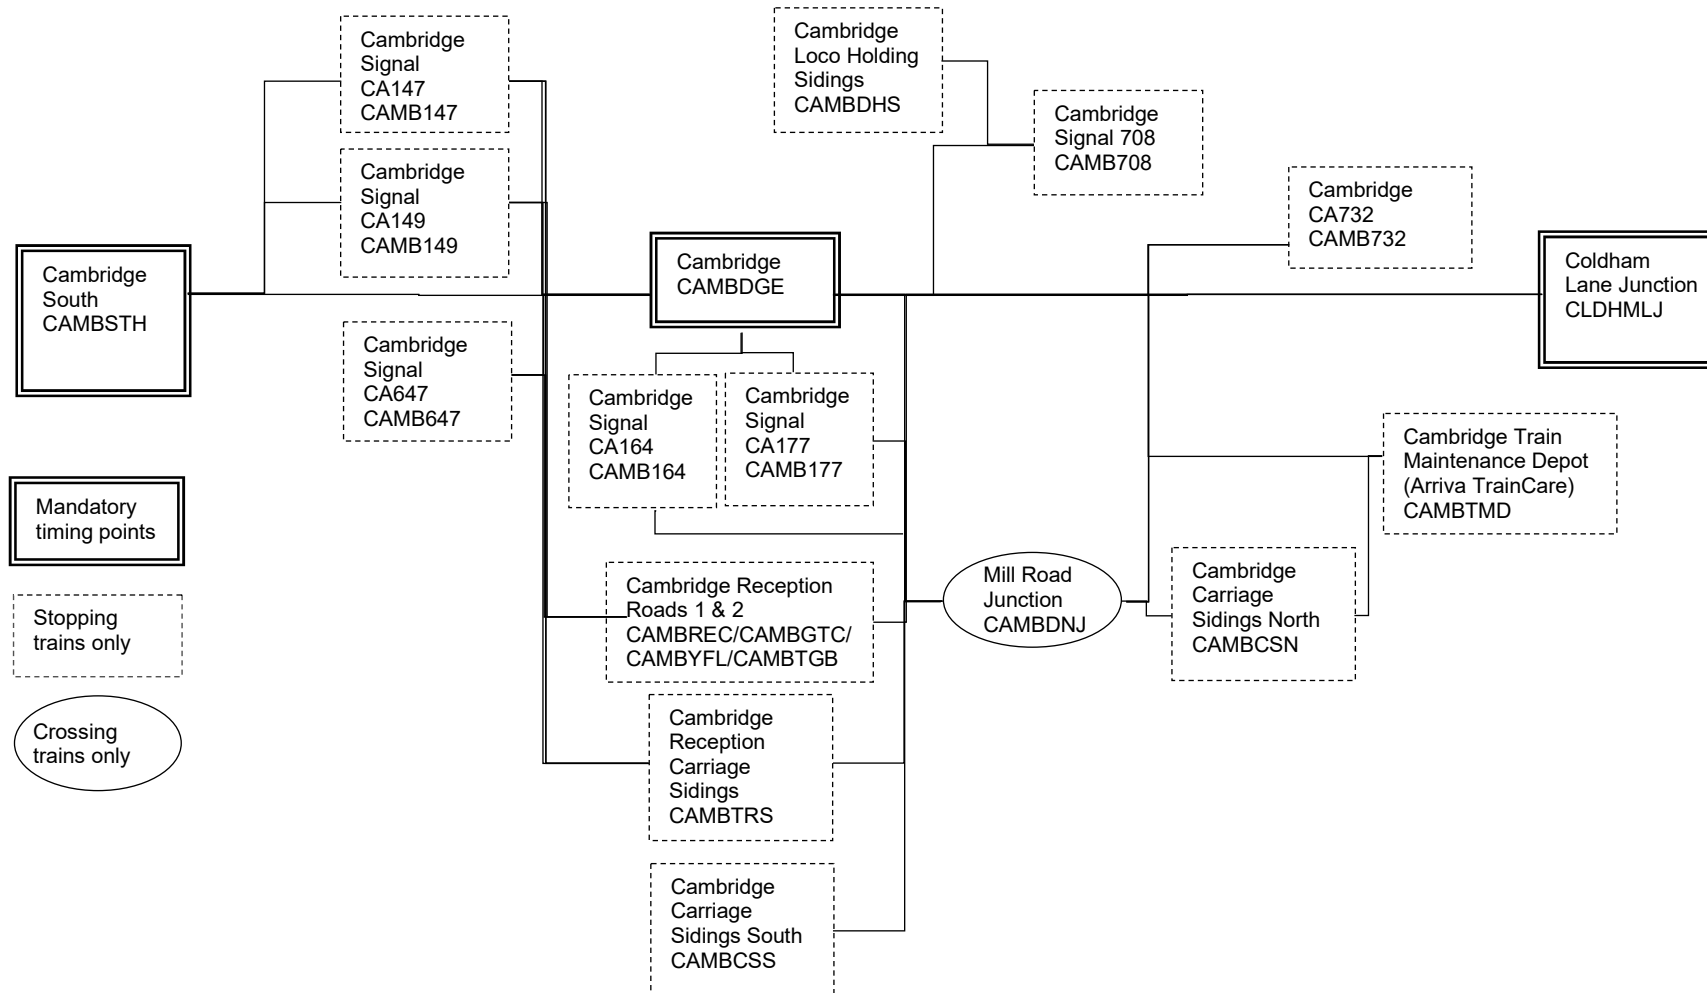 Cambridge
Signal
CA147
CAMB147
Cambridge
Loco Holding
Sidings
CAMBDHS
Cambridge
Signal 708
CAMB708
Cambridge
Signal
CA149
CAMB149
Cambridge
CA732
CAMB732
Cambridge
South
CAMBSTH
Cambridge
CAMBDGE
Coldham
Lane Junction
CLDHMLJ
Cambridge
Signal
CA647
CAMB647
Cambridge
Signal
CA164
CAMB164
Cambridge
Signal
CA177
CAMB177
Cambridge Train
Maintenance Depot
(Arriva TrainCare)
CAMBTMD
Mandatory
timing points
Cambridge Reception
Roads 1 & 2
CAMBREC/CAMBGTC/
CAMBYFL/CAMBTGB
Mill Road
Junction
CAMBDNJ
Cambridge
Carriage
Sidings North
CAMBCSN
Stopping
trains only
Crossing
trains only
Cambridge
Reception
Carriage
Sidings
CAMBTRS
Cambridge
Carriage
Sidings South
CAMBCSS